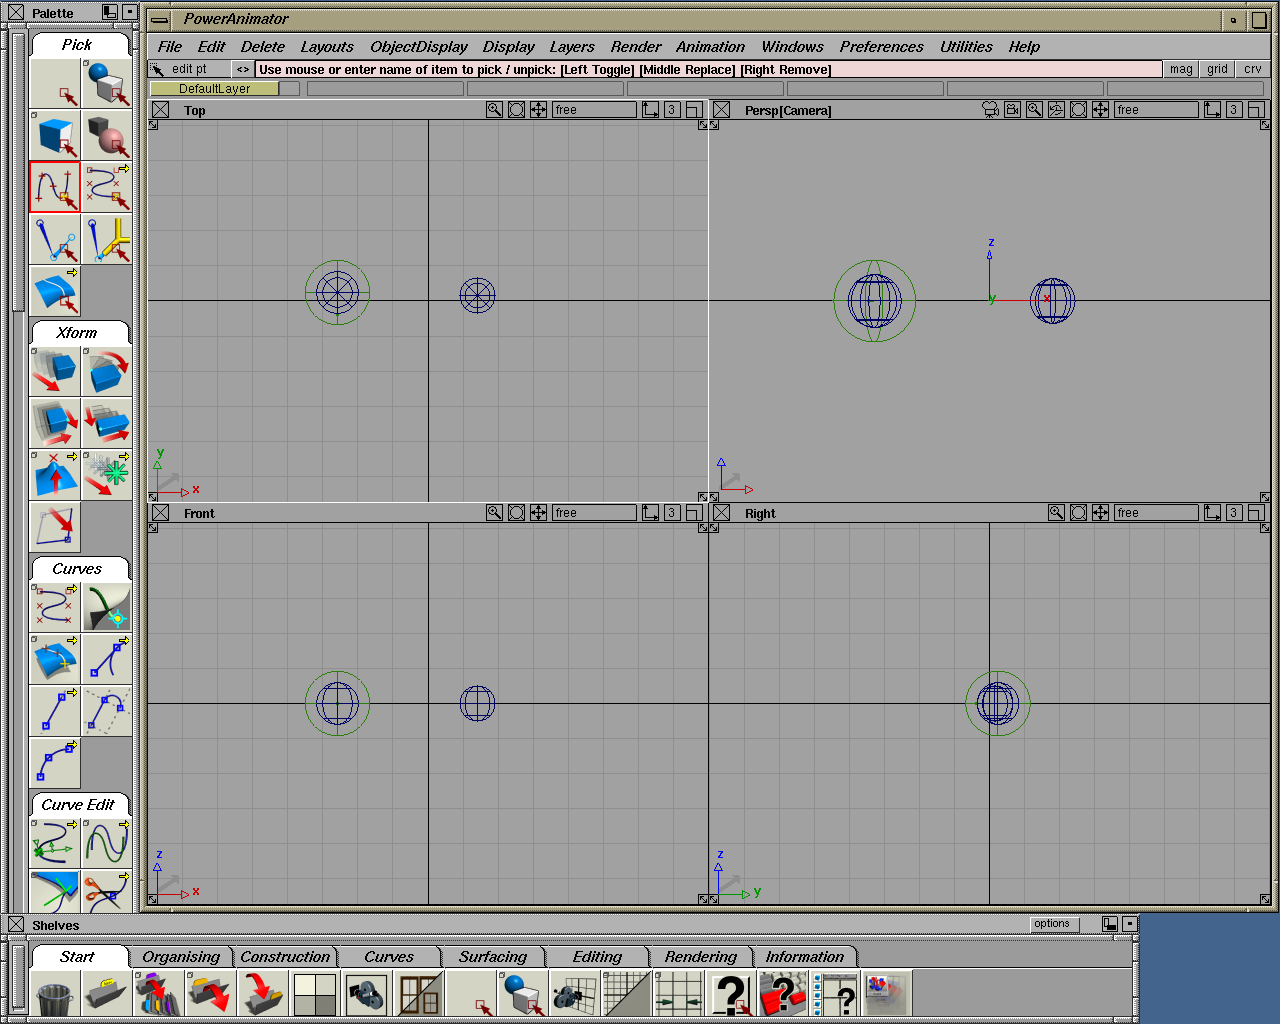 Palette
PowerAnimator
Pick
File Edit Delete Layouts ObjectDisplay Display Layers Render Animation Windows Preferences Utilities Help
edit pt <> Use mouse or enter name of item to pick / unpick: [Left Toggle] [Middle Replace] [Right Remove] mag grid crv
DefaultLayer
Top free 3
Persp[Camera] free 3
z
y x
y
x
Xform
Front free 3
Right free 3
Curves
Curve Edit
z
x
z
y
Shelves options
Start Organising Construction Curves Surfacing Editing Rendering Information
? ? ?